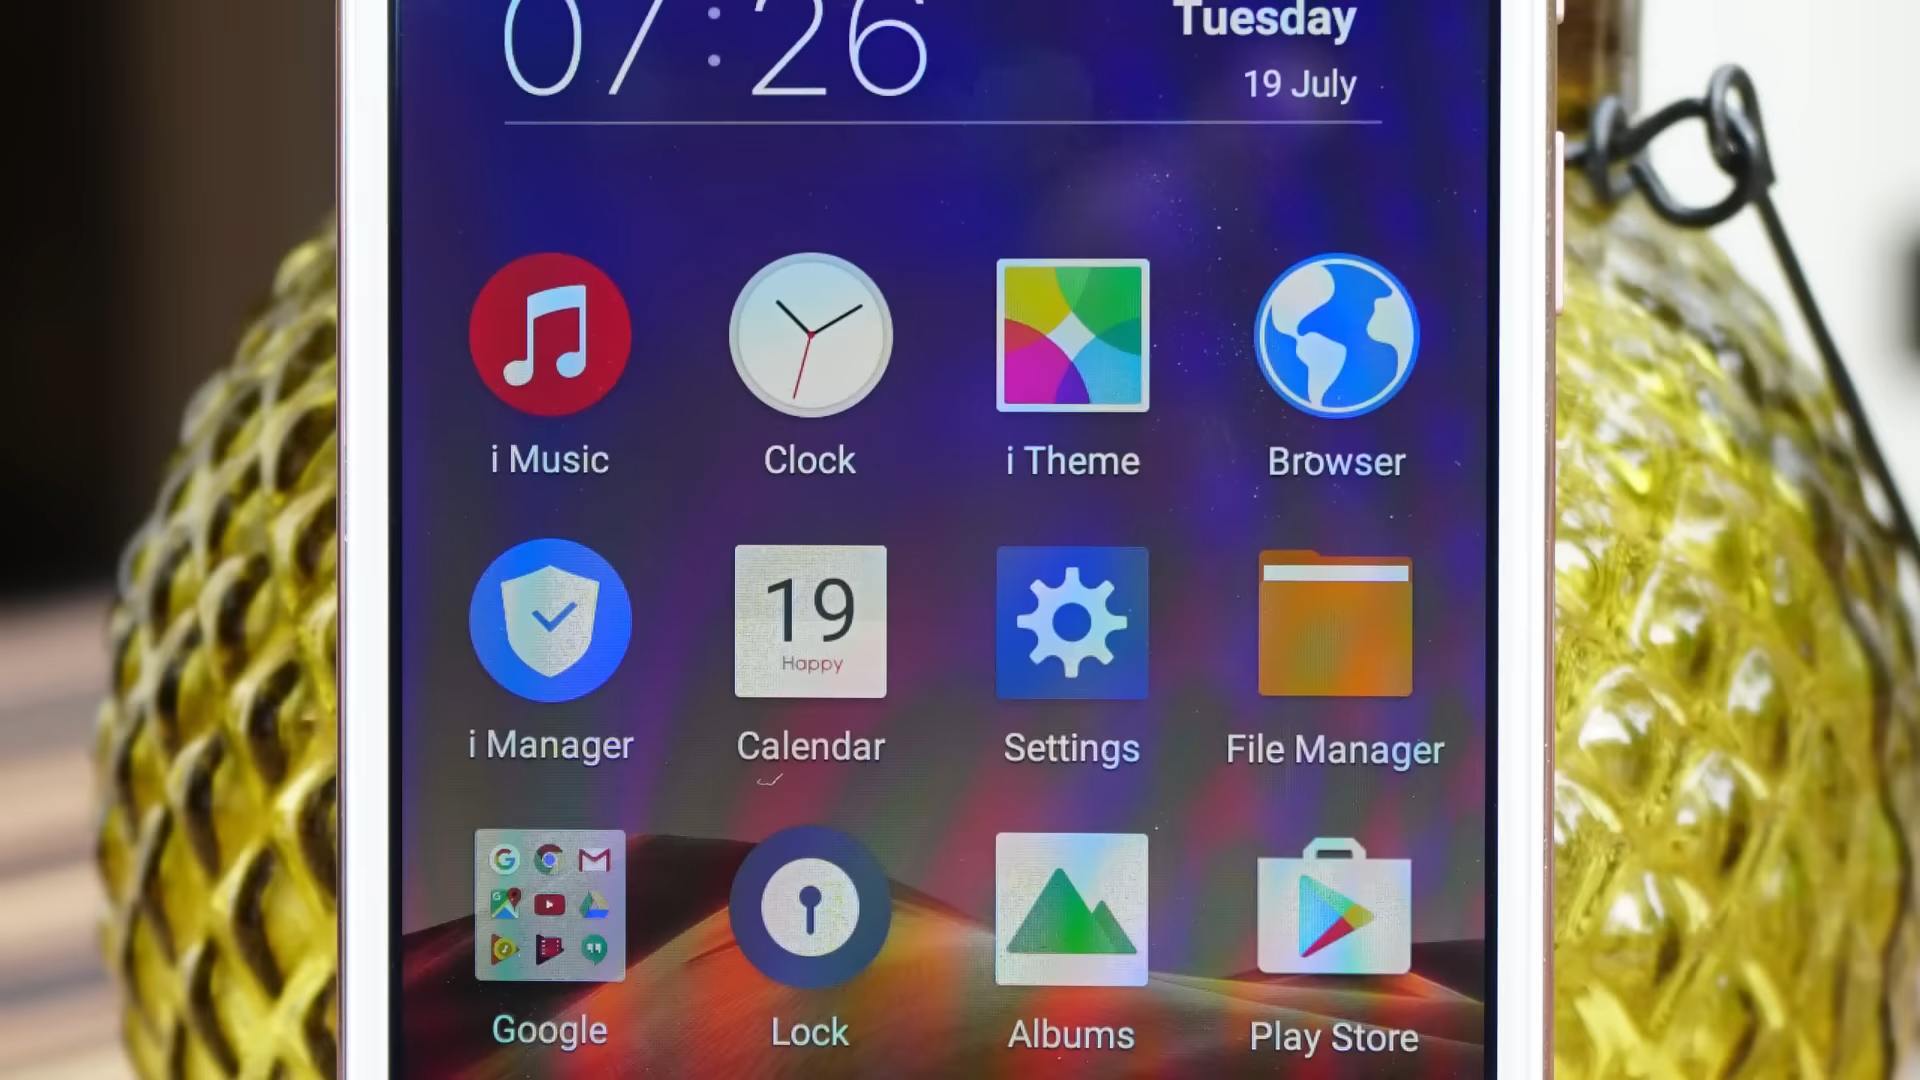 07:26
Tuesday
19 July
i Music
Clock
i Theme
Browser
19
Happy
i Manager
Calendar
Settings
File Manager
Google
Lock
Albums
Play Store